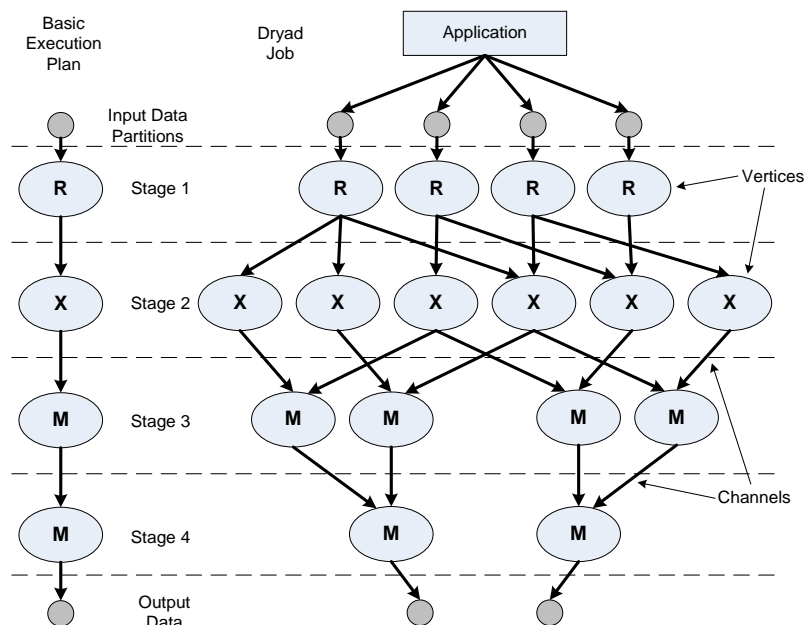 Basic
Execution
Plan
Dryad
Job
Application
Input Data
Partitions
R
Stage 1
R
R
R
R
Vertices
X
Stage 2
X
X
X
X
X
X
M
Stage 3
M
M
M
M
Channels
M
Stage 4
M
M
Output
Data